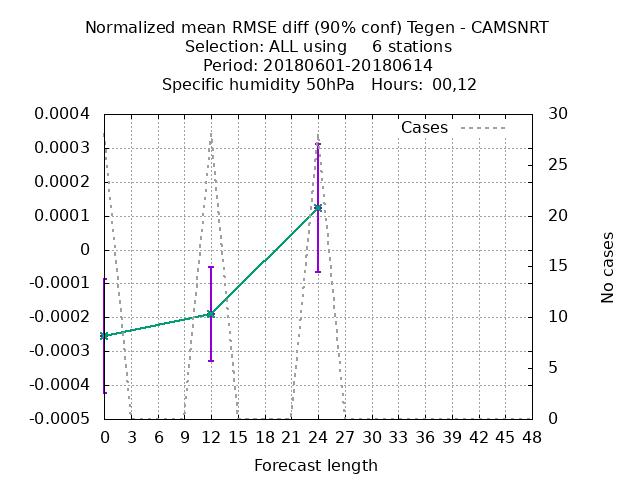 Normalized mean RMSE diff (90% conf) Tegen - CAMSNRT
Selection: ALL using     6 stations
Period: 20180601-20180614
Specific humidity 50hPa   Hours:  00,12
Cases
0.0004
0.0003
0.0002
0.0001
0
-0.0001
-0.0002
-0.0003
-0.0004
-0.0005
30
25
20
15
10
5
0
No cases
0 3 6 9 12 15 18 21 24 27 30 33 36 39 42 45 48
Forecast length